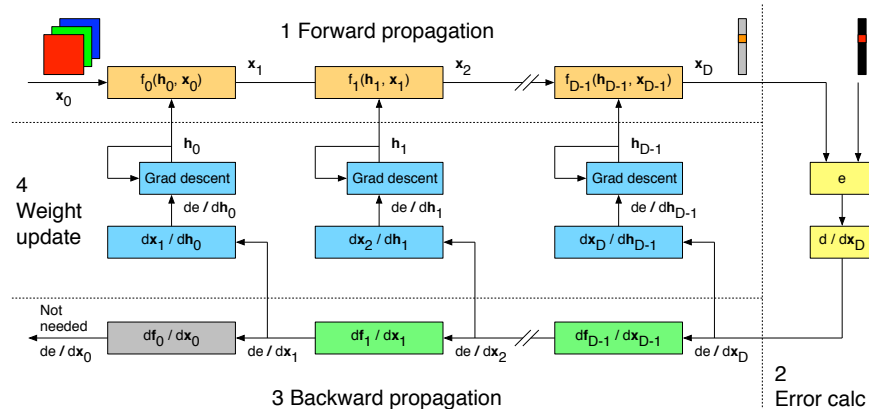 1 Forward propagation
x0
f0(h0, x0)
x1
f1(h1, x1)
x2
fD-1(hD-1, xD-1)
xD
4
Weight
update
h0
h1
hD-1
Grad descent
Grad descent
Grad descent
e
de / dh0
de / dh1
de / dhD-1
dx1 / dh0
dx2 / dh1
dxD / dhD-1
d / dxD
Not
needed
de / dx0
df0 / dx0
de / dx1
df1 / dx1
de / dx2
dfD-1 / dxD-1
de / dxD
3 Backward propagation
2
Error calc